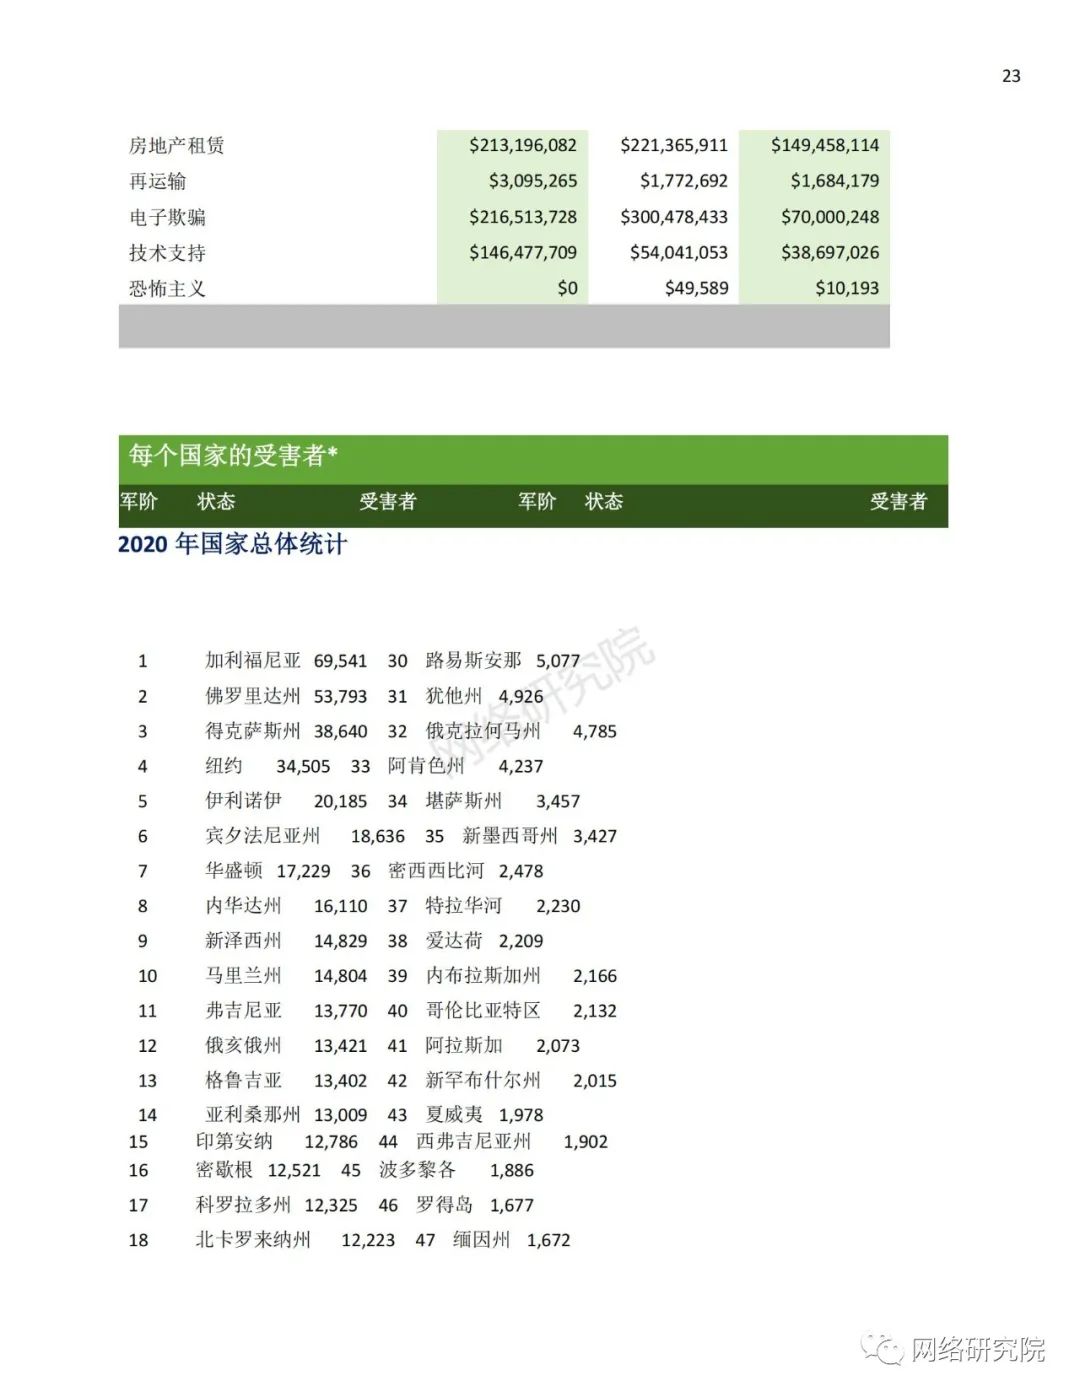 23
房地产租赁 $213,196,082 $221,365,911 $149,458,114
再运输 $3,095,265 $1,772,692 $1,684,179
电子欺骗 $216,513,728 $300,478,433 $70,000,248
技术支持 $146,477,709 $54,041,053 $38,697,026
恐怖主义 $0 $49,589 $10,193
每个国家的受害者*
军阶 状态 受害者 军阶 状态 受害者
2020 年国家总体统计
1 加利福尼亚 69,541 30 路易斯安那 5,077
2 佛罗里达州 53,793 31 犹他州 4,926
3 得克萨斯州 38,640 32 俄克拉何马州 4,785
4 纽约 34,505 33 阿肯色州 4,237
5 伊利诺伊 20,185 34 堪萨斯州 3,457
6 宾夕法尼亚州 18,636 35 新墨西哥州 3,427
7 华盛顿 17,229 36 密西西比河 2,478
8 内华达州 16,110 37 特拉华河 2,230
9 新泽西州 14,829 38 爱达荷 2,209
10 马里兰州 14,804 39 内布拉斯加州 2,166
11 弗吉尼亚 13,770 40 哥伦比亚特区 2,132
12 俄亥俄州 13,421 41 阿拉斯加 2,073
13 格鲁吉亚 13,402 42 新罕布什尔州 2,015
14 亚利桑那州 13,009 43 夏威夷 1,978
15 印第安纳 12,786 44 西弗吉尼亚州 1,902
16 密歇根 12,521 45 波多黎各 1,886
17 科罗拉多州 12,325 46 罗得岛 1,677
18 北卡罗来纳州 12,223 47 缅因州 1,672
网络研究院
网络研究院